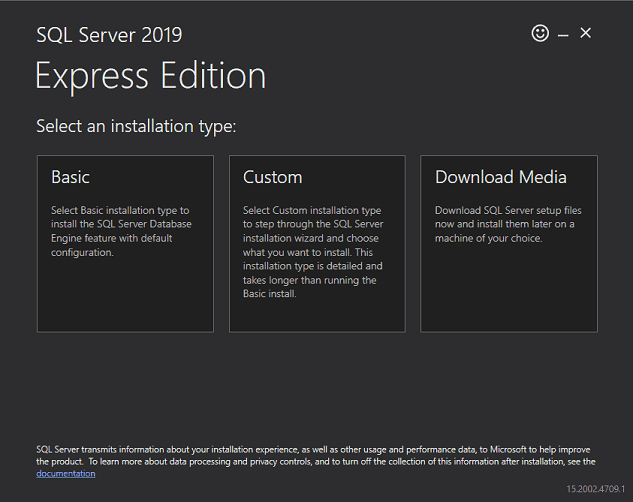 SQL Server 2019
Express Edition
Select an installation type:
Basic
Select Basic installation type to
install the SQL Server Database
Engine feature with default
configuration.
Custom
Select Custom installation type
to step through the SQL Server
installation wizard and choose
what you want to install. This
installation type is detailed and
takes longer than running the
Basic install.
Download Media
Download SQL Server setup files
now and install them later on a
machine of your choice.
SQL Server transmits information about your installation experience, as well as other usage and performance data, to Microsoft to help improve
the product.  To learn more about data processing and privacy controls, and to turn off the collection of this information after installation, see the
documentation
15.2002.4709.1